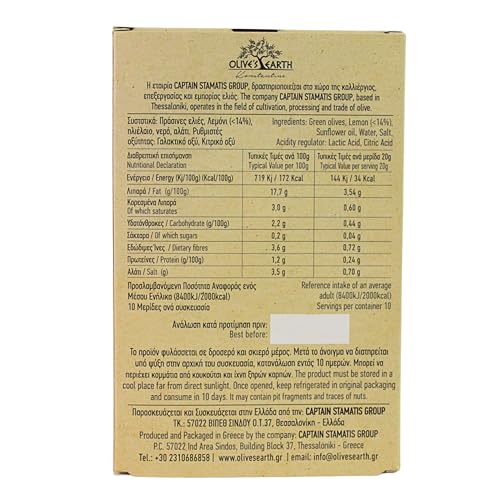 OLIVE'S EARTH
Konstantino
Η εταιρία CAPTAIN STAMATIS GROUP, δραστηριοποιείται στο χώρο της καλλιέργιας,
επεξεργασίας και εμπορίας ελιάς. The company CAPTAIN STAMATIS GROUP, based in
Thessaloniki, operates in the field of cultivation, processing and trade of olive.
Συστατικά: Πράσινες ελιές, Λεμόνι (<14%),
ηλιέλαιο, νερό, αλάτι. Ρυθμιστές
οξύτητας: Γαλακτικό οξύ, Κιτρικό οξύ
Ingredients: Green olives, Lemon (<14%),
Sunflower oil, Water, Salt,
Acidity regulator: Lactic Acid, Citric Acid
Διαθρεπτική επισήμανση
Nutritional Declaration
Τυπικές Τιμές ανά 100g
Typical Value per 100g
Τυπικές Τιμές ανά μερίδα 20g
Typical Value per serving 20g
Ενέργεια / Energy (Kj/100g) (Kcal/100g) 719 Kj / 172 Kcal 144 Kj / 34 Kcal
Λιπαρά / Fat (g/100g) 17,7 g 3,54 g
Κορεσμένα Λιπαρά
Of which saturates 3,0 g 0,60 g
Υδατάνθρακες / Carbohydrate (g/100g) 2,2 g 0,44 g
Σάκχαρα / Of which sugars 0,2 g 0,04 g
Εδώδιμες Ίνες / Dietary fibres 3,6 g 0,72 g
Πρωτεΐνες / Protein (g/100g) 1,2 g 0,24 g
Αλάτι / Salt (g) 3,5 g 0,70 g
Προσλαμβανόμενη Ποσότητα Αναφοράς ενός
Μέσου Ενήλικα (8400kJ/2000kcal)
10 Μερίδες ανά συσκευασία
Reference intake of an average
adult (8400KJ/2000kcal)
Servings per container 10
Ανάλωση κατά προτίμηση πριν:
Best before:
Το προϊόν φυλάσσεται σε δροσερό και σκιερό μέρος. Μετά το άνοιγμα να διατηρείται
υπό ψύξη στην αρχική του συσκευασία, καταναλώνεται εντός 10 ημερών. Μπορεί να
περιέχει κομμάτια από κουκούτσι και ίχνη ξηρών καρπών. The product must be stored in a
cool place far from direct sunlight. Once opened, keep refrigerated in original packaging
and consume in 10 days. It may contain pit fragments and traces of nuts.
Παρασκευάζεται και Συσκευάζεται στην Ελλάδα από την: CAPTAIN STAMATIS GROUP
ΤΚ.: 57022 ΒΙΠΕΘ ΣΙΝΔΟΥ Ο.Τ.37, Θεσσαλονίκη - Ελλάδα
Produced and Packaged in Greece by the company: CAPTAIN STAMATIS GROUP
P.C. 57022 Ind Area Sindos, Building Block 37, Thessaloniki - Greece
Tel.: +30 2310686858 | www.olivesearth.gr | email: info@olivesearth.gr